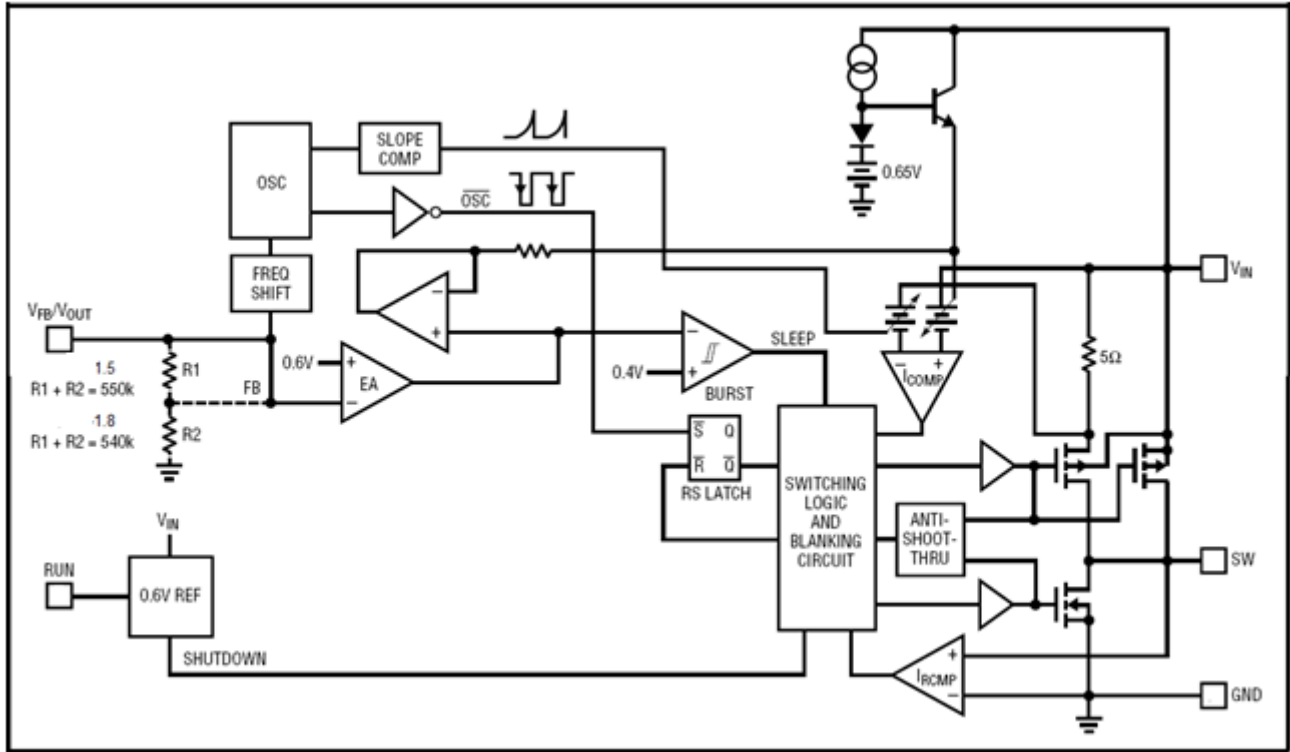 OSC
SLOPE
COMP
OSC
0.65V
FREQ
SHIFT
VFB/VOUT
VIN
1.5
R1 + R2 = 550k
R1
FB
0.6V
+
EA
−
−
+
-1.8
R1 + R2 = 540k
R2
−
0.4V
+
BURST
SLEEP
−
+
ICOMP
5Ω
S
Q
R
Q
RS LATCH
SWITCHING
LOGIC
AND
BLANKING
CIRCUIT
ANTI-
SHOOT-
THRU
SW
VIN
RUN
0.6V REF
SHUTDOWN
+
IRCMP
−
GND